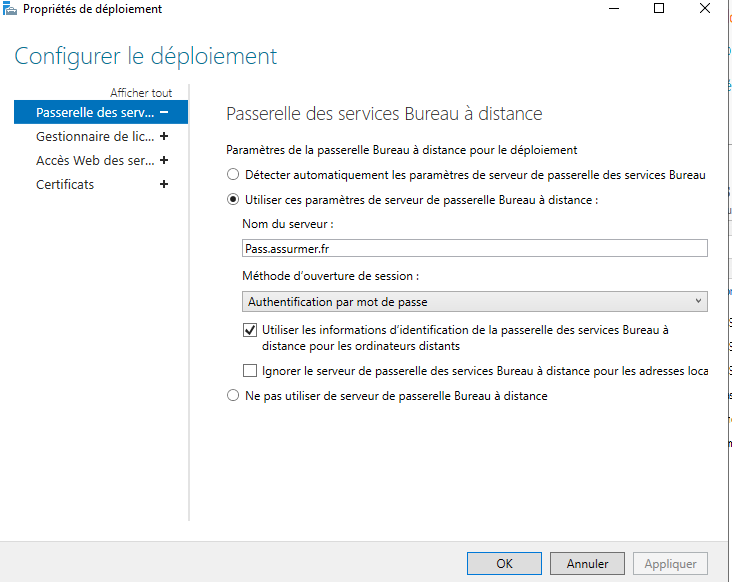 Propriétés de déploiement
Configurer le déploiement
Afficher tout
Passerelle des serv... –
Gestionnaire de lic... +
Accès Web des ser... +
Certificats +
Passerelle des services Bureau à distance
Paramètres de la passerelle Bureau à distance pour le déploiement
Détecter automatiquement les paramètres de serveur de passerelle des services Bureau
Utiliser ces paramètres de serveur de passerelle Bureau à distance :
Nom du serveur :
Pass.assurmer.fr
Méthode d'ouverture de session :
Authentification par mot de passe
Utiliser les informations d'identification de la passerelle des services Bureau à
distance pour les ordinateurs distants
Ignorer le serveur de passerelle des services Bureau à distance pour les adresses loca
Ne pas utiliser de serveur de passerelle Bureau à distance
OK
Annuler
Appliquer